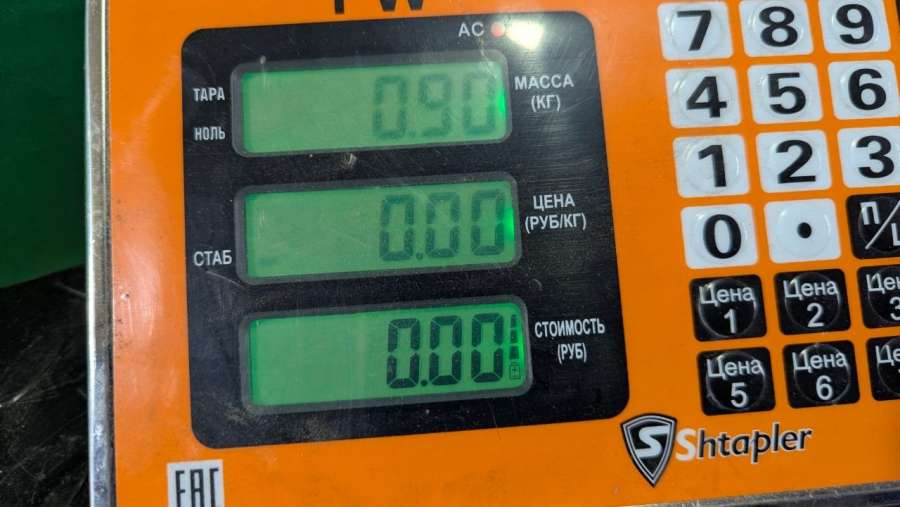 AC
ТАРА
НОЛЬ
0.90
МАССА
(КГ)
СТАБ
0.00
ЦЕНА
(РУБ/КГ)
0.00
СТОИМОСТЬ
(РУБ)
7 8 9
4 5 6
1 2 3
0 .
Цена 1
Цена 2
Цена 5
Цена 6
Shtapler
EAC